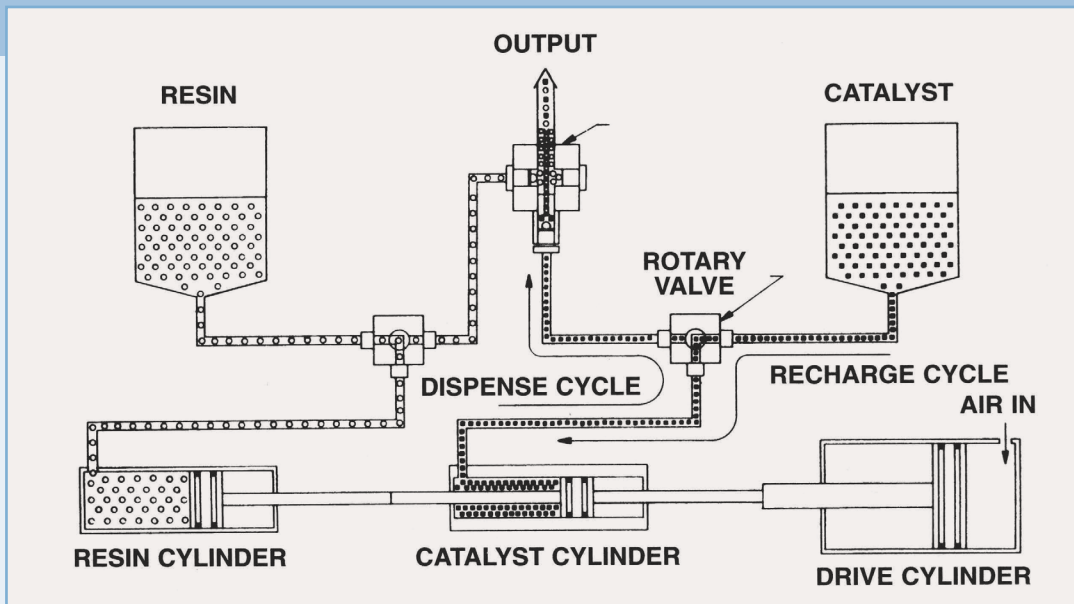 OUTPUT
RESIN
CATALYST
ROTARY
VALVE
DISPENSE CYCLE
RECHARGE CYCLE
AIR IN
RESIN CYLINDER
CATALYST CYLINDER
DRIVE CYLINDER